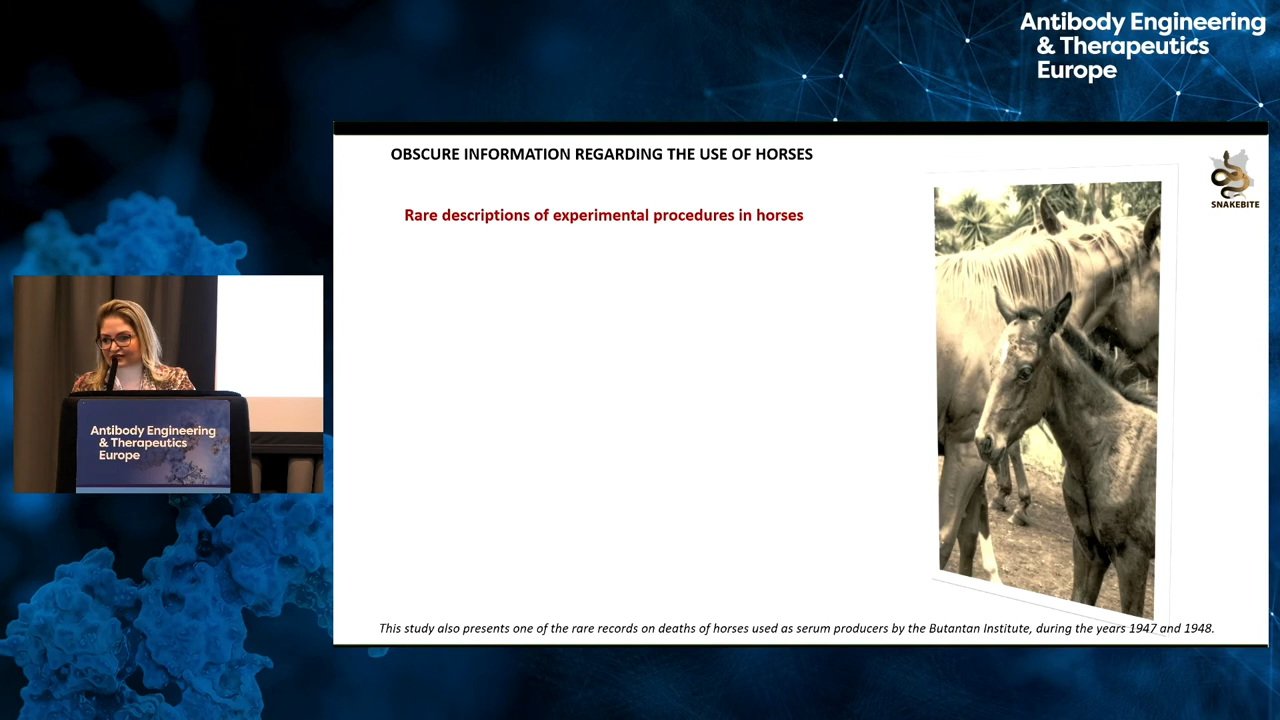 Antibody Engineering
& Therapeutics
Europe
OBSCURE INFORMATION REGARDING THE USE OF HORSES
SNAKEBITE
Rare descriptions of experimental procedures in horses
Antibody Engineering
& Therapeutics
Europe
This study also presents one of the rare records on deaths of horses used as serum producers by the Butantan Institute, during the years 1947 and 1948.